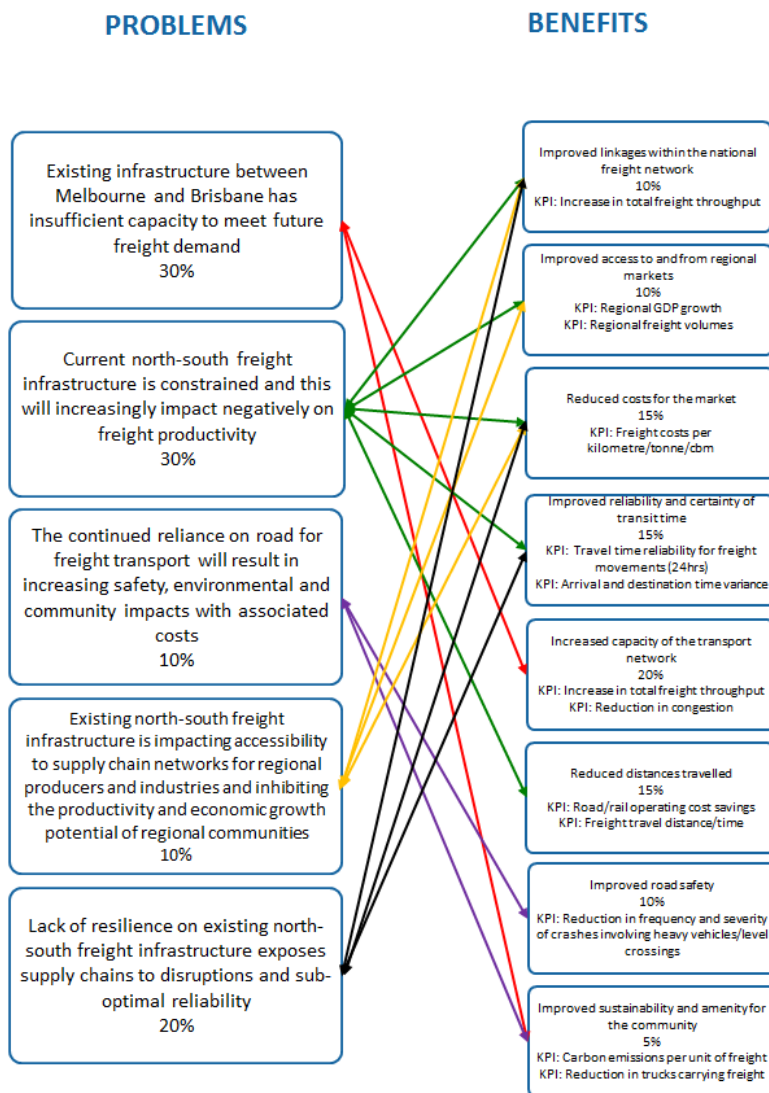 PROBLEMS
Existing infrastructure between
Melbourne and Brisbane has
insufficient capacity to meet future
freight demand
30%
Current north-south freight
infrastructure is constrained and this
will increasingly impact negatively on
freight productivity
30%
The continued reliance on road for
freight transport will result in
increasing safety, environmental and
community impacts with associated
costs
10%
Existing north-south freight
infrastructure is impacting accessibility
to supply chain networks for regional
producers and industries and inhibiting
the productivity and economic growth
potential of regional communities
10%
Lack of resilience on existing north-
south freight infrastructure exposes
supply chains to disruptions and sub-
optimal reliability
20%
BENEFITS
Improved linkages within the national
freight network
10%
KPI: Increase in total freight throughput
Improved access to and from regional
markets
10%
KPI: Regional GDP growth
KPI: Regional freight volumes
Reduced costs for the market
15%
KPI: Freight costs per
kilometre/tonne/cbm
Improved reliability and certainty of
transit time
15%
KPI: Travel time reliability for freight
movements (24hrs)
KPI: Arrival and destination time variance
Increased capacity of the transport
network
20%
KPI: Increase in total freight throughput
KPI: Reduction in congestion
Reduced distances travelled
15%
KPI: Road/rail operating cost savings
KPI: Freight travel distance/time
Improved road safety
10%
KPI: Reduction in frequency and severity
of crashes involving heavy vehicles/level
crossings
Improved sustainability and amenity for
the community
5%
KPI: Carbon emissions per unit of freight
KPI: Reduction in trucks carrying freight